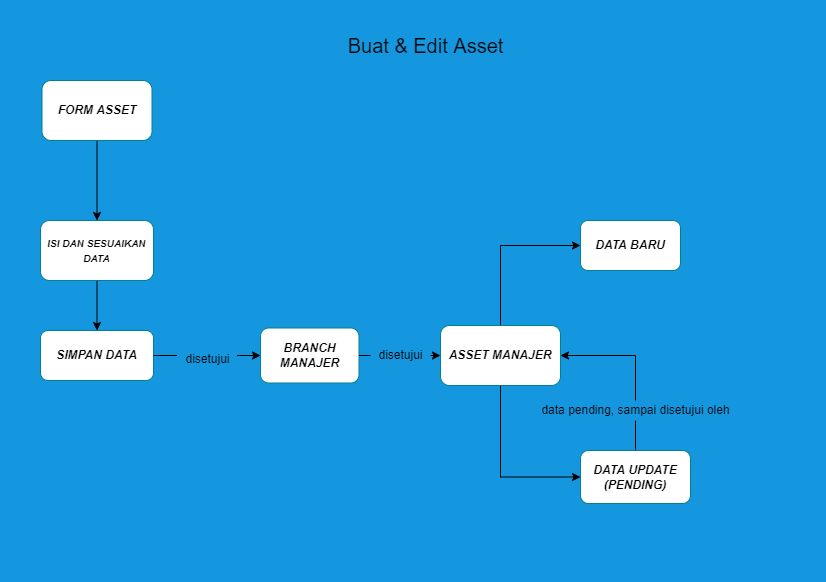 Buat & Edit Asset
FORM ASSET
ISI DAN SESUAIKAN
DATA
SIMPAN DATA
disetujui
BRANCH
MANAJER
disetujui
ASSET MANAJER
DATA BARU
data pending, sampai disetujui oleh
DATA UPDATE
(PENDING)